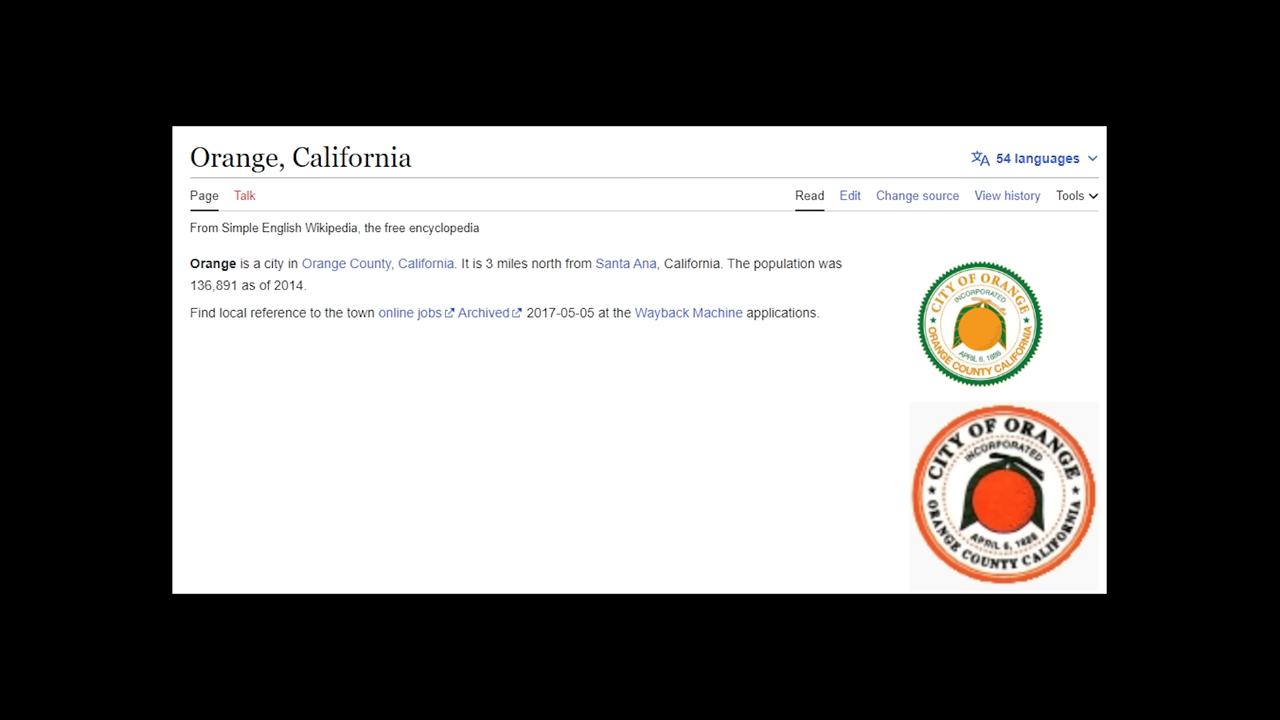 Orange, California
54 languages
Page Talk Read Edit Change source View history Tools
From Simple English Wikipedia, the free encyclopedia
Orange is a city in Orange County, California. It is 3 miles north from Santa Ana, California. The population was
136,891 as of 2014.
Find local reference to the town online jobs Archived 2017-05-05 at the Wayback Machine applications.
CITY OF ORANGE
INCORPORATED
APRIL 6, 1888
ORANGE COUNTY CALIFORNIA
CITY OF ORANGE
INCORPORATED
APRIL 6, 1888
ORANGE COUNTY CALIFORNIA